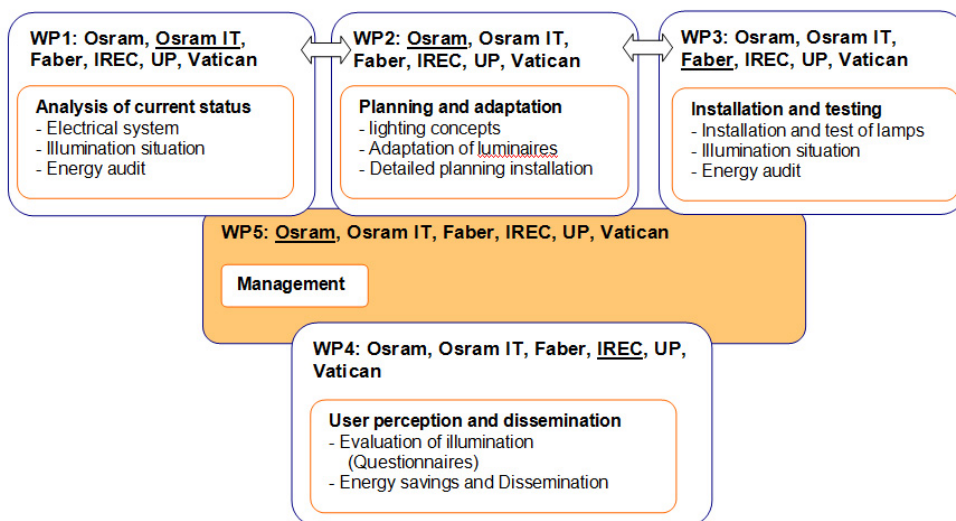 WP1: Osram, Osram IT,
Faber, IREC, UP, Vatican
Analysis of current status
- Electrical system
- Illumination situation
- Energy audit
WP2: Osram, Osram IT,
Faber, IREC, UP, Vatican
Planning and adaptation
- lighting concepts
- Adaptation of luminaires
- Detailed planning installation
WP3: Osram, Osram IT,
Faber, IREC, UP, Vatican
Installation and testing
- Installation and test of lamps
- Illumination situation
- Energy audit
WP5: Osram, Osram IT, Faber, IREC, UP, Vatican
Management
WP4: Osram, Osram IT, Faber, IREC, UP,
Vatican
User perception and dissemination
- Evaluation of illumination
(Questionnaires)
- Energy savings and Dissemination